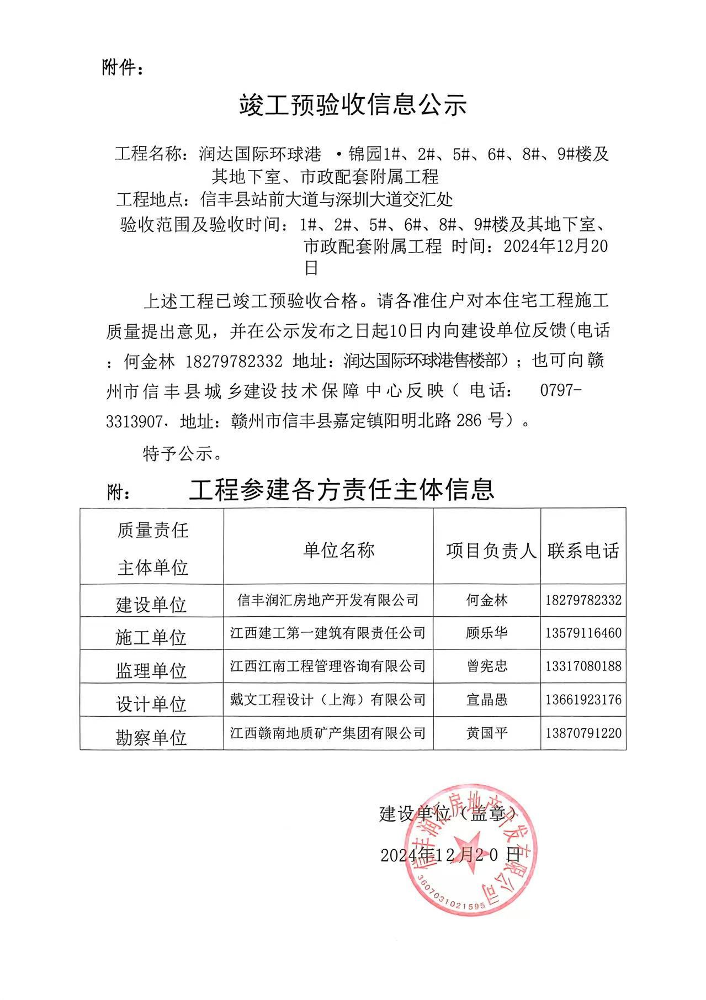 附件：
竣工预验收信息公示
工程名称：润达国际环球港 ·锦园1#、2#、5#、6#、8#、9#楼及
其地下室、市政配套附属工程
工程地点：信丰县站前大道与深圳大道交汇处
验收范围及验收时间：1#、2#、5#、6#、8#、9#楼及其地下室、
市政配套附属工程 时间：2024年12月20
日
上述工程已竣工预验收合格。请各准住户对本住宅工程施工
质量提出意见，并在公示发布之日起10日内向建设单位反馈(电话
：何金林 18279782332 地址：润达国际环球港售楼部）；也可向赣
州市信丰县城乡建设技术保障中心反映（ 电话： 0797-
3313907. 地址：赣州市信丰县嘉定镇阳明北路 286 号）。
特予公示。
附： 工程参建各方责任主体信息
质量责任
主体单位 单位名称 项目负责人 联系电话
建设单位 信丰润汇房地产开发有限公司 何金林 18279782332
施工单位 江西建工第一建筑有限责任公司 顾乐华 13579116460
监理单位 江西江南工程管理咨询有限公司 曾宪忠 13317080188
设计单位 戴文工程设计（上海）有限公司 宣晶愚 13661923176
勘察单位 江西赣南地质矿产集团有限公司 黄国平 13870791220
建设单位（盖章）
2024年12月20 日
信丰润汇房地产开发有限公司
3607031021595